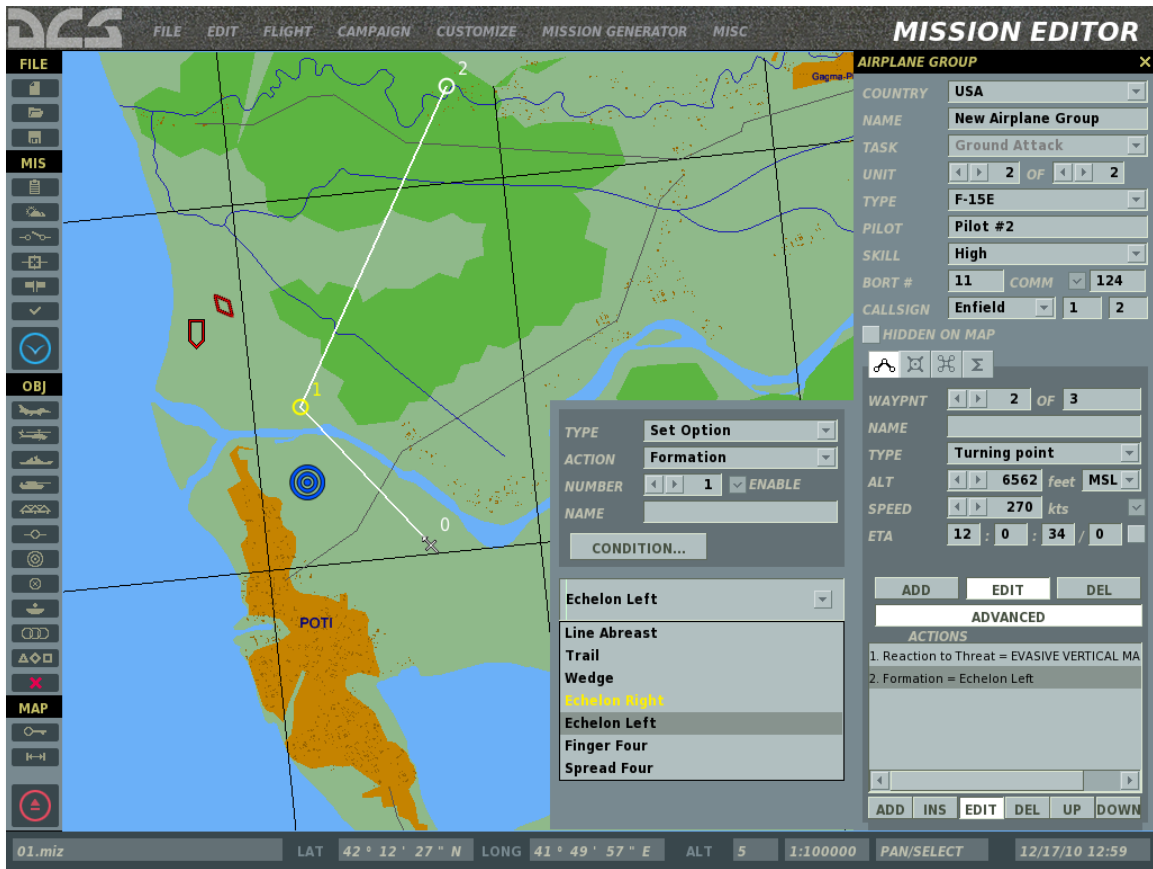 DCS
FILE EDIT FLIGHT CAMPAIGN CUSTOMIZE MISSION GENERATOR MISC
MISSION EDITOR
FILE
MIS
OBJ
MAP
2
1
0
POTI
AIRPLANE GROUP X
COUNTRY USA
NAME New Airplane Group
TASK Ground Attack
UNIT 2 OF 2
TYPE F-15E
PILOT Pilot #2
SKILL High
BORT # 11 COMM 124
CALLSIGN Enfield 1 2
HIDDEN ON MAP
WAYPNT 2 OF 3
NAME
TYPE Turning point
ALT 6562 feet MSL
SPEED 270 kts
ETA 12 : 0 : 34 / 0
ADD EDIT DEL
ADVANCED
ACTIONS
1. Reaction to Threat = EVASIVE VERTICAL MA
2. Formation = Echelon Left
ADD INS EDIT DEL UP DOWN
TYPE Set Option
ACTION Formation
NUMBER 1 ENABLE
NAME
CONDITION...
Echelon Left
Line Abreast
Trail
Wedge
Echelon Right
Echelon Left
Finger Four
Spread Four
01.miz LAT 42 ° 12 ' 27 " N LONG 41 ° 49 ' 57 " E ALT 5 1:100000 PAN/SELECT 12/17/10 12:59